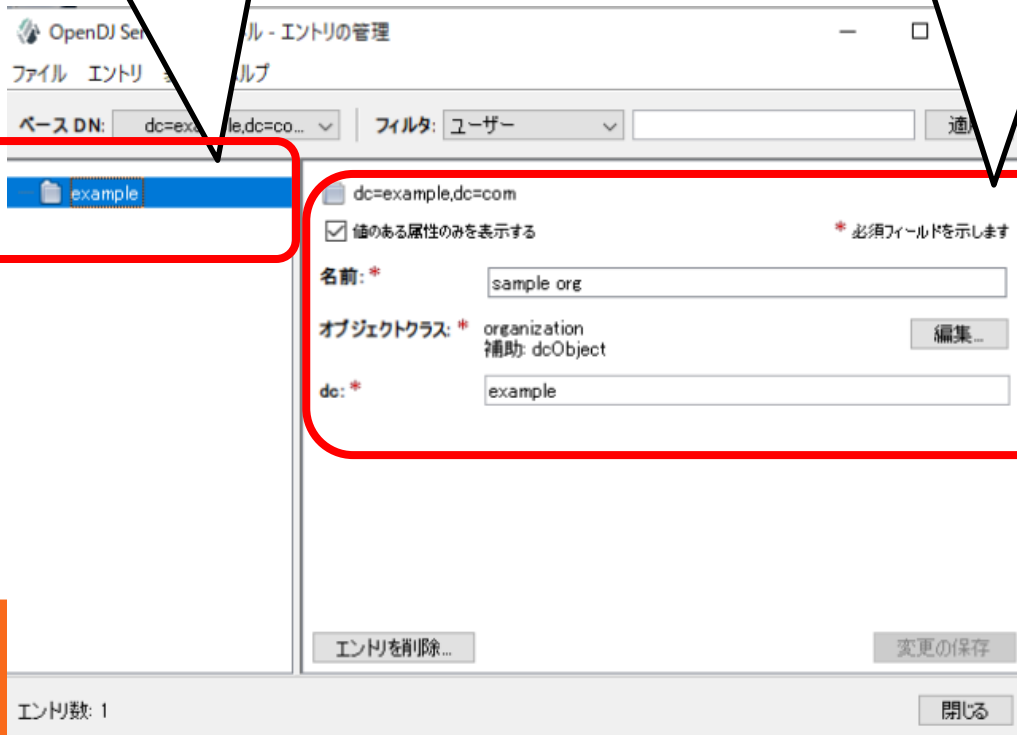 OpenDJ Ser ル - エントリの管理
ファイル エントリ ヘルプ
ベース DN: dc=exa le,dc=co... フィルタ: ユーザー 適
example
dc=example,dc=com
値のある属性のみを表示する * 必須フィールドを示します
名前: * sample org
オブジェクトクラス: * organization 編集...
補助: dcObject
dc: * example
エントリを削除... 変更の保存
エントリ数: 1 閉じる